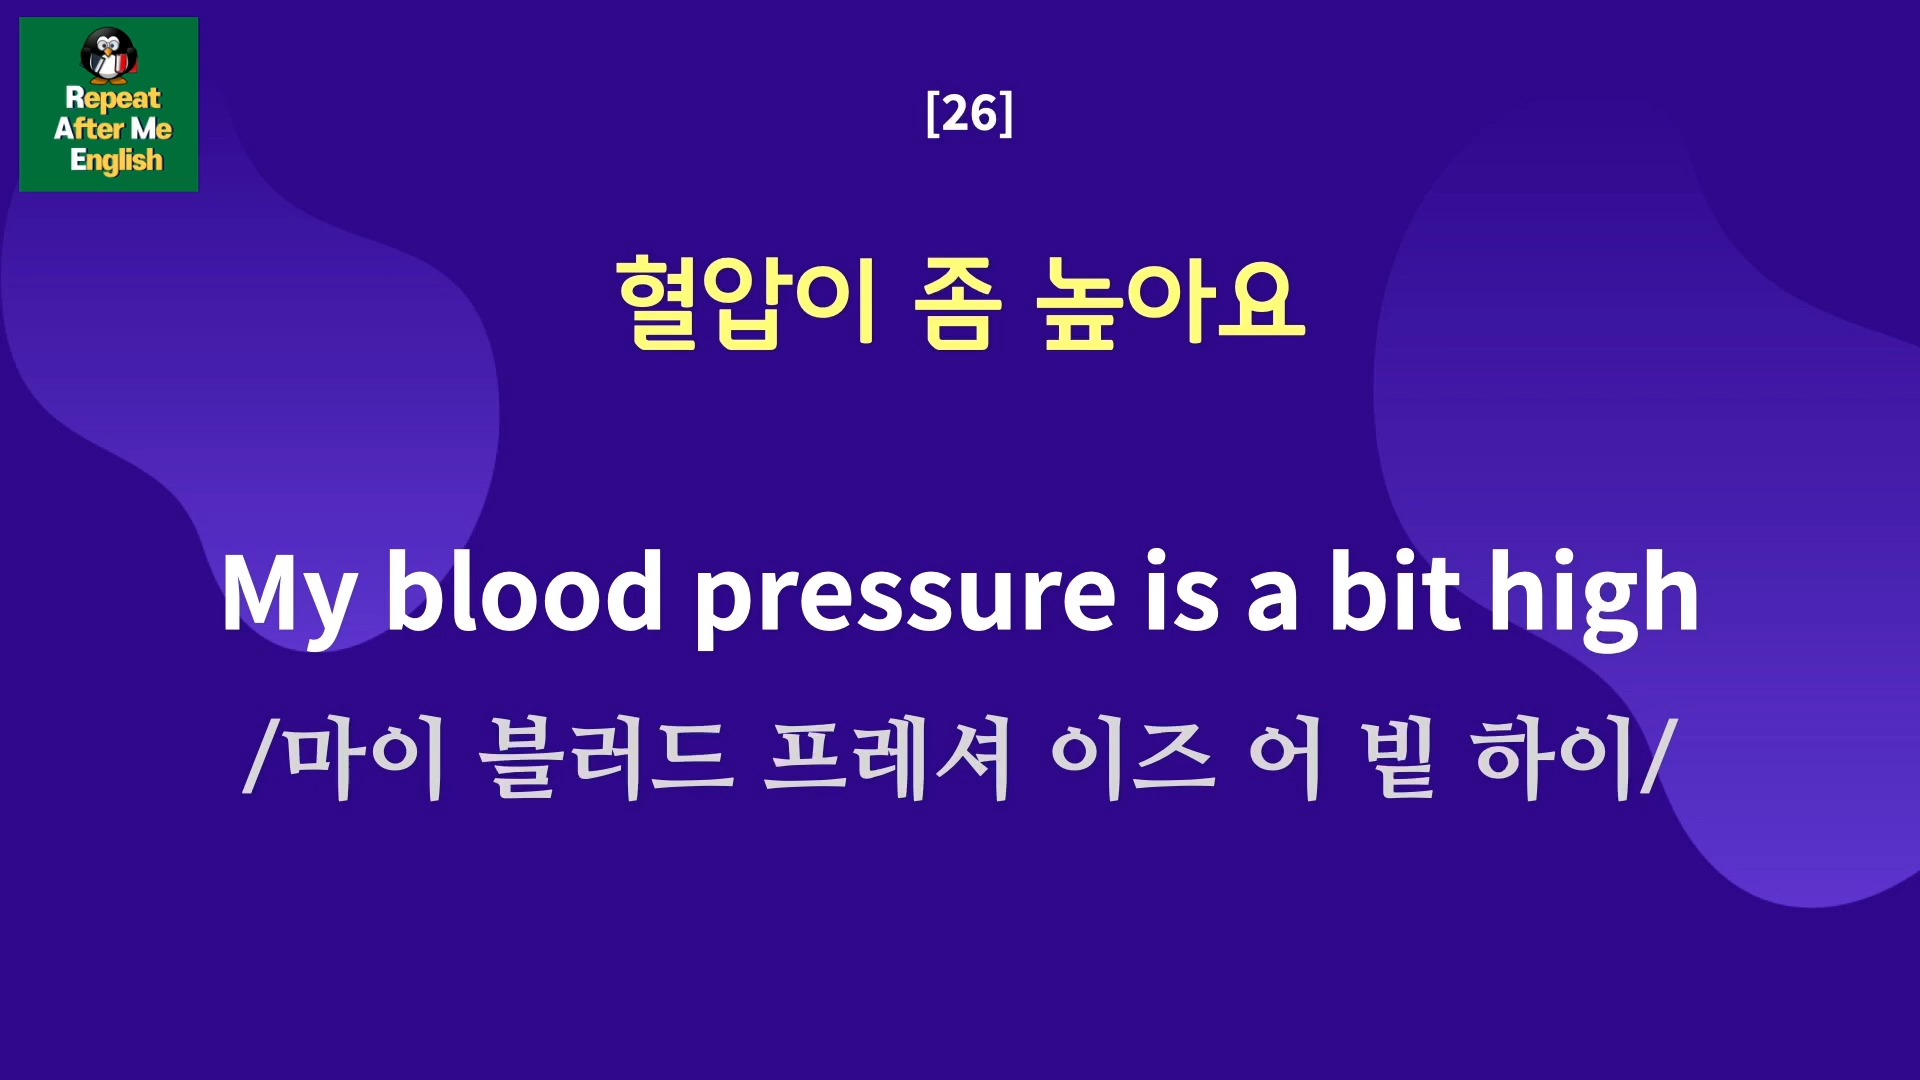 Repeat
After Me
English
[26]
혈압이 좀 높아요
My blood pressure is a bit high
/마이 블러드 프레셔 이즈 어 빝 하이/